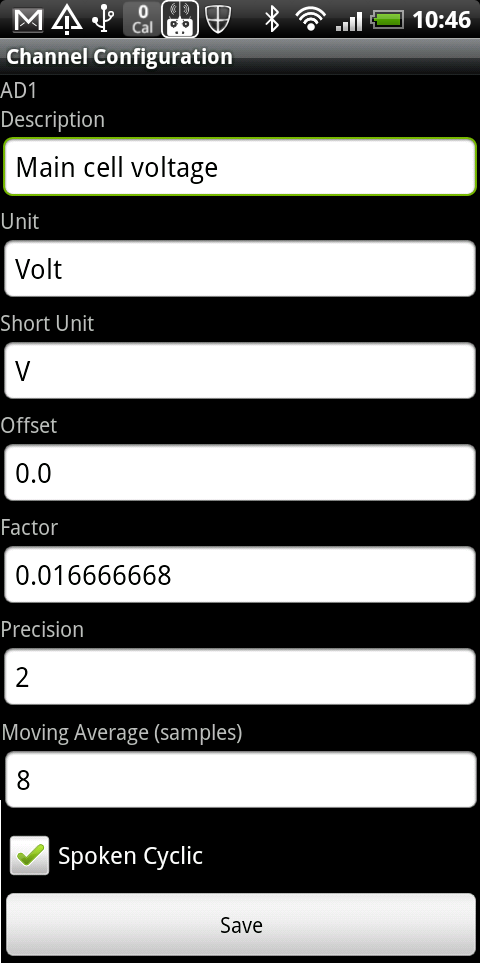 0
Cal
10:46
Channel Configuration
AD1
Description
Main cell voltage
Unit
Volt
Short Unit
V
Offset
0.0
Factor
0.016666668
Precision
2
Moving Average (samples)
8
Spoken Cyclic
Save